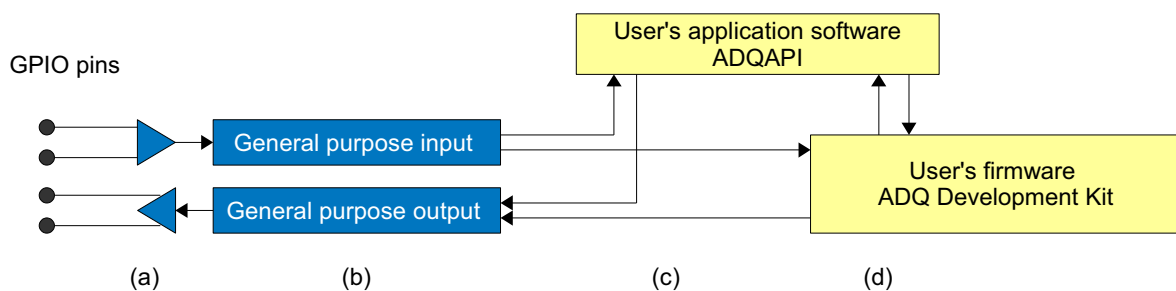 User's application software
ADQAPI
GPIO pins
General purpose input
User's firmware
ADQ Development Kit
General purpose output
(a)
(b)
(c)
(d)